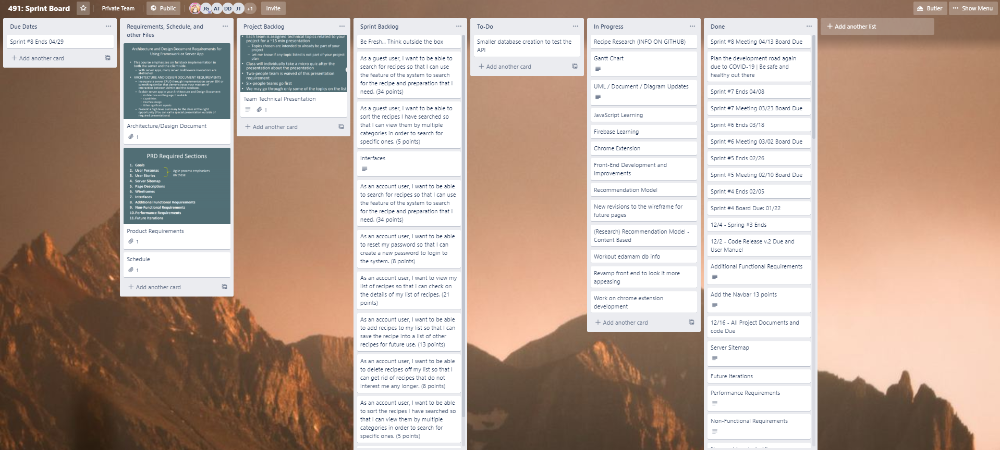 491: Sprint Board
Private Team
Public
JG
AT
DD
JT
+1
Invite
Butler
Show Menu
Due Dates
Sprint #8 Ends 04/29
+ Add another card
Requirements, Schedule, and
other Files
Architecture and Design Document Requirements for
Using Framework or Server App
• This course emphasizes on fullstack implementation in
both the server and the client side.
– With server apps, many server middleware invocations are
abstracted.
• ARCHITECTURE AND DESIGN DOCUMENT REQUIREMENTS
– Incorporate server CRUD through implementation server SDK or
something similar that demonstrates your mastery of
interaction between Admin and the database.
– Explain server app in your Architecture and Design Document:
• Architecture and language, if available
• Capabilities
• Interface design
• Other significant aspects
– Present a high level summary to the class at the right
opportunity (You can call a special presentation outside of
required presentations)
Architecture/Design Document
1
PRD Required Sections
1. Goals
2. User Personas
3. User Stories
Agile process emphasizes
on these
4. Server Sitemap
5. Page Descriptions
6. Wireframes
7. Interfaces
8. Additional Functional Requirements
9. Non-Functional Requirements
10. Performance Requirements
11. Future Iterations
Product Requirements
1
Schedule
1
+ Add another card
Project Backlog
• Each team is assigned technical topics related to your
project for a ~15 min presentation
– Topics chosen are intended to already be part of your
project
– Let me know if any topic listed is not part of your project
plan
• Class will individually take a micro quiz after the
presentation about the presentation
• Two-people team is waived of this presentation
requirement
• Six-people teams go first
• We may go through only some of the topics on the list
Team Technical Presentation
1
+ Add another card
Sprint Backlog
Be Fresh... Think outside the box
As a guest user, I want to be able to
search for recipes so that I can use
the feature of the system to search
for the recipe and preparation that I
need. (34 points)
As a guest user, I want to be able to
sort the recipes I have searched so
that I can view them by multiple
categories in order to search for
specific ones. (5 points)
Interfaces
As an account user, I want to be able
to search for recipes so that I can use
the feature of the system to search
for the recipe and preparation that I
need. (34 points)
As an account user, I want to be able
to reset my password so that I can
create a new password to login to
the system. (8 points)
As an account user, I want to view my
list of recipes so that I can check on
the details of my list of recipes. (21
points)
As an account user, I want to be able
to add recipes to my list so that I can
save the recipe into a list of other
recipes for future use. (13 points)
As an account user, I want to be able
to delete recipes off my list so that I
can get rid of recipes that do not
interest me any longer. (8 points)
As an account user, I want to be able
to sort the recipes I have searched so
that I can view them by multiple
categories in order to search for
specific ones. (5 points)
To-Do
Smaller database creation to test the
API
+ Add another card
In Progress
Recipe Research (INFO ON GITHUB)
Gantt Chart
UML / Document / Diagram Updates
JavaScript Learning
Firebase Learning
Chrome Extension
Front-End Development and
Improvements
Recommendation Model
New revisions to the wireframe for
future pages
(Research) Recommendation Model -
Content Based
Workout edamam db info
Revamp front end to look it more
appeasing
Work on chrome extension
development
+ Add another card
Done
Sprint #8 Meeting 04/13 Board Due
Plan the development road again
due to COVID-19 | Be safe and
healthy out there
Sprint #7 Ends 04/08
Sprint #7 Meeting 03/23 Board Due
Sprint #6 Ends 03/18
Sprint #6 Meeting 03/02 Board Due
Sprint #5 Ends 02/26
Sprint #5 Meeting 02/10 Board Due
Sprint #4 Ends 02/05
Sprint #4 Board Due: 01/22
12/4 - Spring #3 Ends
12/2 - Code Release v.2 Due and
User Manuel
Additional Functional Requirements
Add the Navbar 13 points
12/16 - All Project Documents and
code Due
Server Sitemap
Future Iterations
Performance Requirements
Non-Functional Requirements
+ Add another list